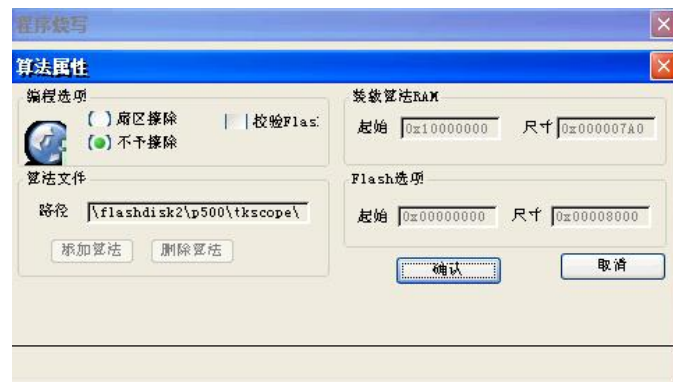 程序烧写
算法属性
编程选项
( )扇区擦除
(●)不予擦除
校验Flas
装载算法RAM
起始 0x10000000 尺寸 0x000007A0
算法文件
路径 \flashdisk2\p500\tkscope\
添加算法 删除算法
Flash选项
起始 0x00000000 尺寸 0x00008000
确认 取消